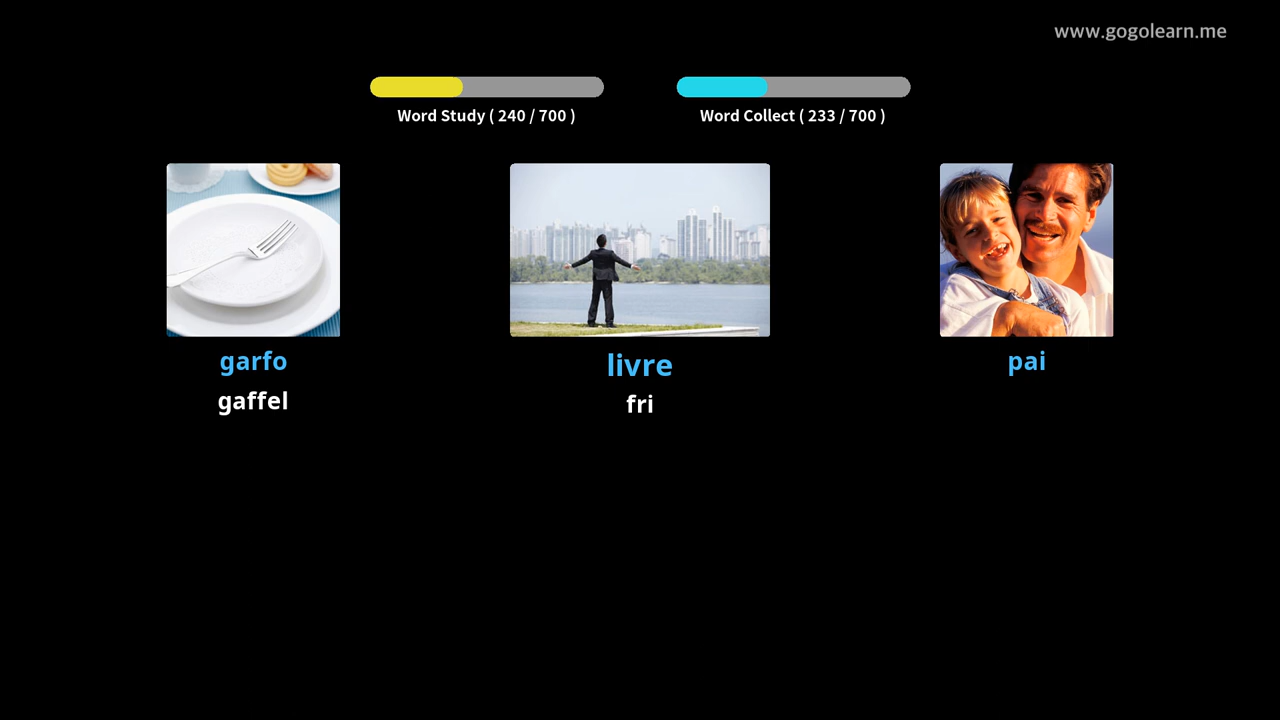 www.gogolearn.me
Word Study ( 240 / 700 )
Word Collect ( 233 / 700 )
garfo
gaffel
livre
fri
pai